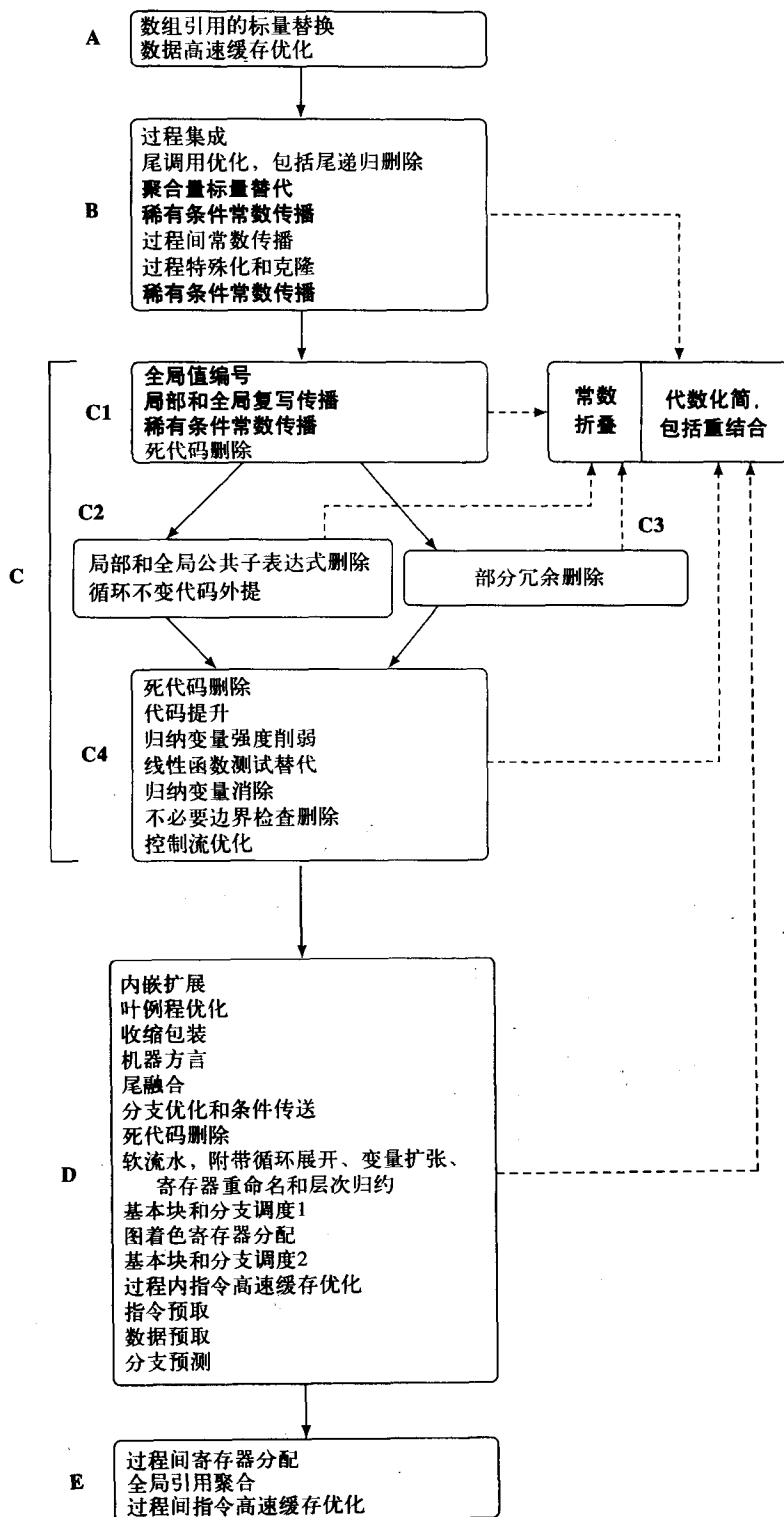 A
数组引用的标量替换
数据高速缓存优化
B
过程集成
尾调用优化，包括尾递归删除
聚合量标量替代
稀有条件常数传播
过程间常数传播
过程特殊化和克隆
稀有条件常数传播
C
C1
全局值编号
局部和全局复写传播
稀有条件常数传播
死代码删除
常数
折叠
代数化简，
包括重结合
C2
局部和全局公共子表达式删除
循环不变代码外提
C3
部分冗余删除
C4
死代码删除
代码提升
归纳变量强度削弱
线性函数测试替代
归纳变量消除
不必要边界检查删除
控制流优化
D
内嵌扩展
叶例程优化
收缩包装
机器方言
尾融合
分支优化和条件传送
死代码删除
软流水，附带循环展开、变量扩张、
寄存器重命名和层次归约
基本块和分支调度1
图着色寄存器分配
基本块和分支调度2
过程内指令高速缓存优化
指令预取
数据预取
分支预测
E
过程间寄存器分配
全局引用聚合
过程间指令高速缓存优化